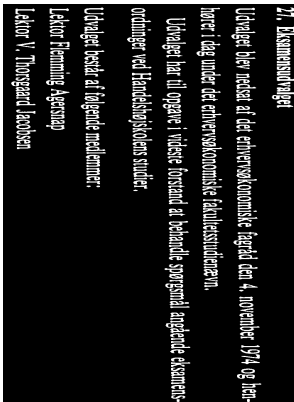 27. Eksamensudvalget
Udvalget blev nedsat af det erhvervsøkonomiske fagråd den 4. november 1974 og hen-
hører i dag under det erhvervsøkonomiske fakultetsstudienævn.
Udvalget har til opgave i videste forstand at behandle spørgsmål angående eksamens-
ordninger ved Handelshøjskolens studier.
Udvalget består af følgende medlemmer:
Lektor Flemming Agersnap
Lektor V. Thorsgaard Jacobsen